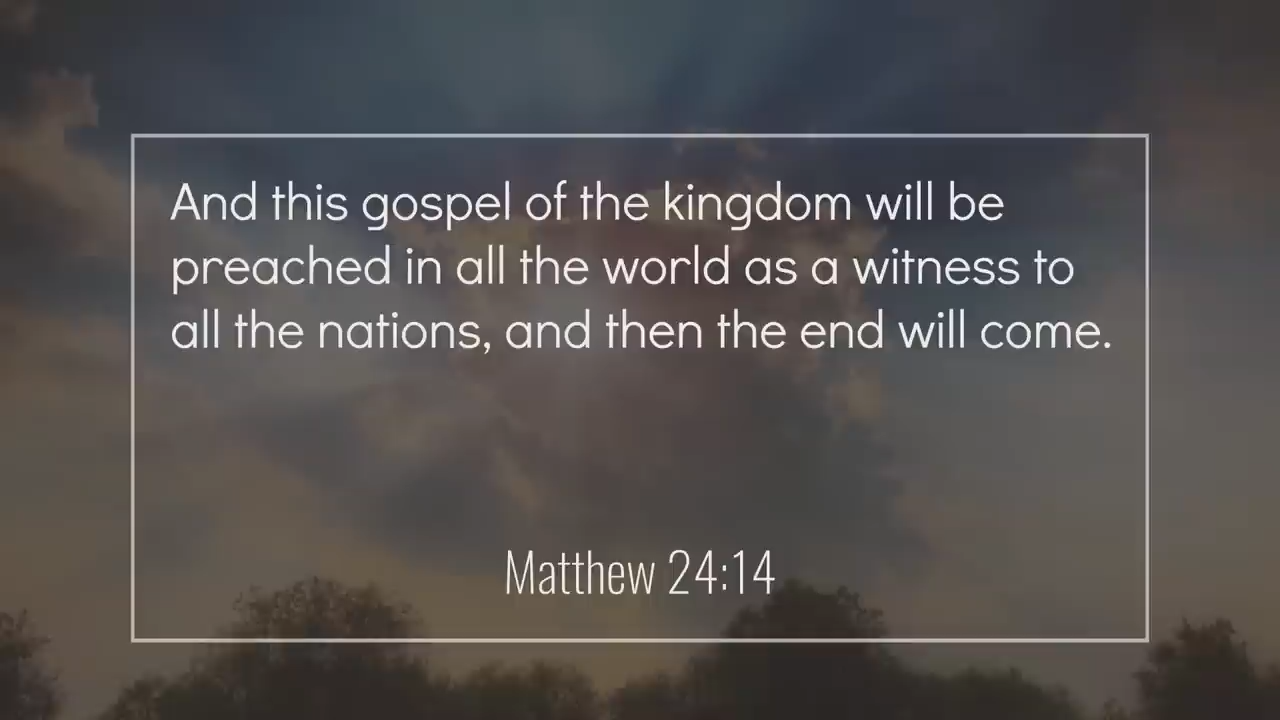 And this gospel of the kingdom will be
preached in all the world as a witness to
all the nations, and then the end will come.
Matthew 24:14